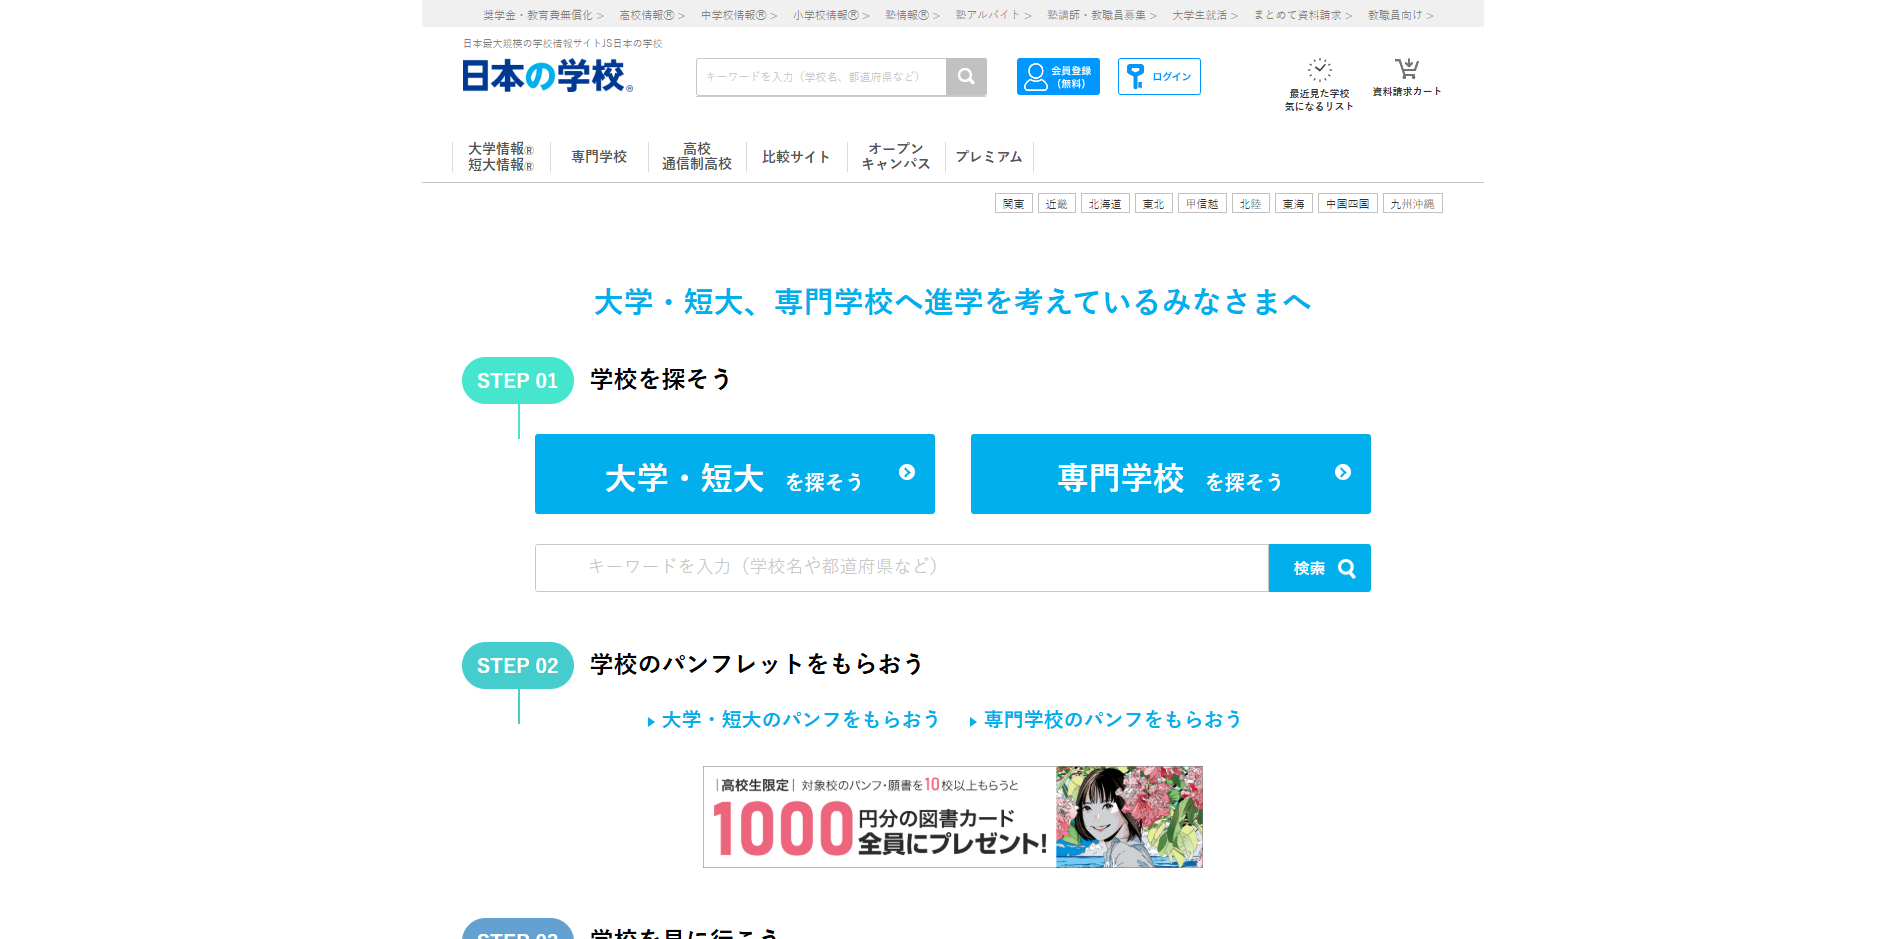 奨学金・教育費無償化 > 高校情報® > 中学校情報® > 小学校情報® > 塾情報® > 塾アルバイト > 塾講師・教職員募集 > 大学生就活 > まとめて資料請求 > 教職員向け >
日本最大規模の学校情報サイトJS日本の学校
日本の学校®
キーワードを入力（学校名、都道府県など）
会員登録
（無料）
ログイン
最近見た学校
気になるリスト
資料請求カート
大学情報®
短大情報®
専門学校
高校
通信制高校
比較サイト
オープン
キャンパス
プレミアム
関東 近畿 北海道 東北 甲信越 北陸 東海 中国四国 九州沖縄
大学・短大、専門学校へ進学を考えているみなさまへ
STEP 01 学校を探そう
大学・短大 を探そう
専門学校 を探そう
キーワードを入力（学校名や都道府県など）
検索
STEP 02 学校のパンフレットをもらおう
大学・短大のパンフをもらおう
専門学校のパンフをもらおう
|高校生限定| 対象校のパンフ・願書を10校以上もらうと
1000円分の図書カード
全員にプレゼント!
STEP 03 学校を見に行こう